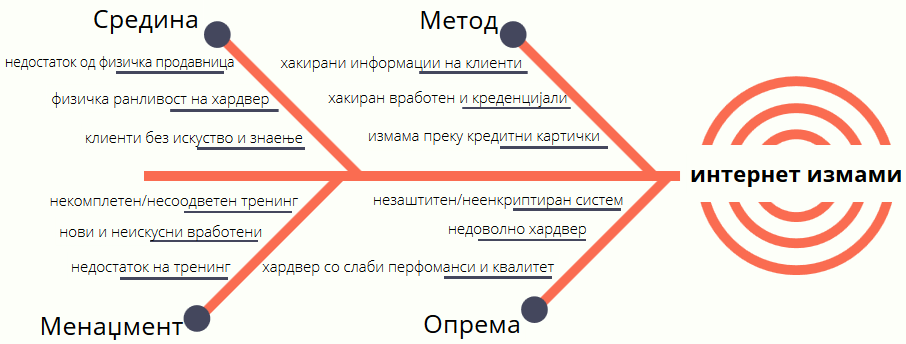 Средина
недостаток од физичка продавница
физичка ранливост на хардвер
клиенти без искуство и знаење
Метод
хакирани информации на клиенти
хакиран вработен и креденцијали
измама преку кредитни картички
интернет измами
некомплетен/несоодветен тренинг
нови и неискусни вработени
недостаток на тренинг
Менаџмент
незаштитен/неенкриптиран систем
недоволно хардвер
хардвер со слаби перфоманси и квалитет
Опрема